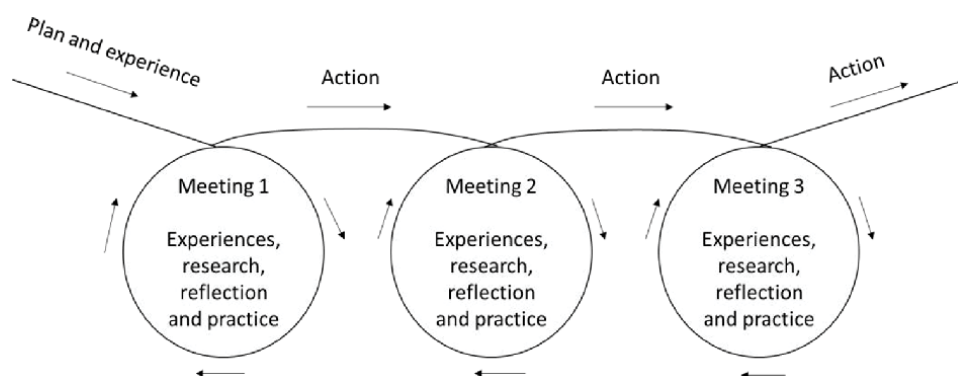 Plan and experience
Action
Action
Action
Meeting 1
Experiences,
research,
reflection
and practice
Meeting 2
Experiences,
research,
reflection
and practice
Meeting 3
Experiences,
research,
reflection
and practice